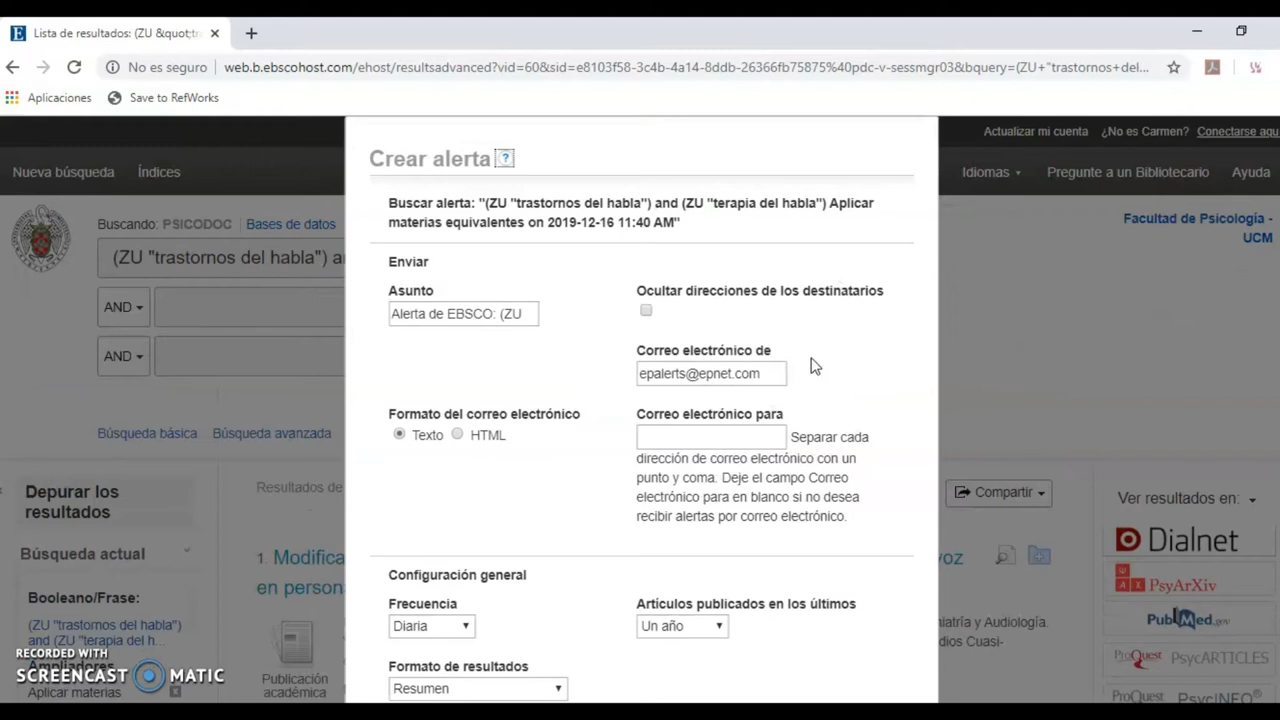 Lista de resultados: (ZU &quot;tr
No es seguro
web.b.ebscohost.com/ehost/resultsadvanced?vid=60&sid=e8103f58-3c4b-4a14-8ddb-26366fb75875%40pdc-v-sessmgr03&bquery=(ZU+"trastornos+del...
Aplicaciones
Save to RefWorks
Actualizar mi cuenta
¿No es Carmen?
Conectarse aqu
Nueva búsqueda
Índices
Idiomas
Pregunte a un Bibliotecario
Ayuda
Buscando: PSICODOC
Bases de datos
Facultad de Psicología -
UCM
(ZU "trastornos del habla") a
AND
AND
Búsqueda básica
Búsqueda avanzada
Crear alerta ?
Buscar alerta: "(ZU "trastornos del habla") and (ZU "terapia del habla") Aplicar
materias equivalentes on 2019-12-16 11:40 AM"
Enviar
Asunto
Alerta de EBSCO: (ZU
Ocultar direcciones de los destinatarios
Correo electrónico de
epalerts@epnet.com
Formato del correo electrónico
Texto
HTML
Correo electrónico para
Separar cada
dirección de correo electrónico con un
punto y coma. Deje el campo Correo
electrónico para en blanco si no desea
recibir alertas por correo electrónico.
Configuración general
Frecuencia
Diaria
Artículos publicados en los últimos
Un año
Formato de resultados
Resumen
Depurar los
resultados
Búsqueda actual
Booleano/Frase:
(ZU "trastornos del habla")
and (ZU "terapia del h...
Ampliadores
Aplicar materias
Resultados de
1. Modifica
en person
Publicación
académica
Compartir
voz
iatría y Audiología.
dios Cuasi-
Ver resultados en:
Dialnet
PsyArXiv
PubMed.gov
ProQuest PsycARTICLES
ProQuest PsycINFO
RECORDED WITH
SCREENCAST MATIC